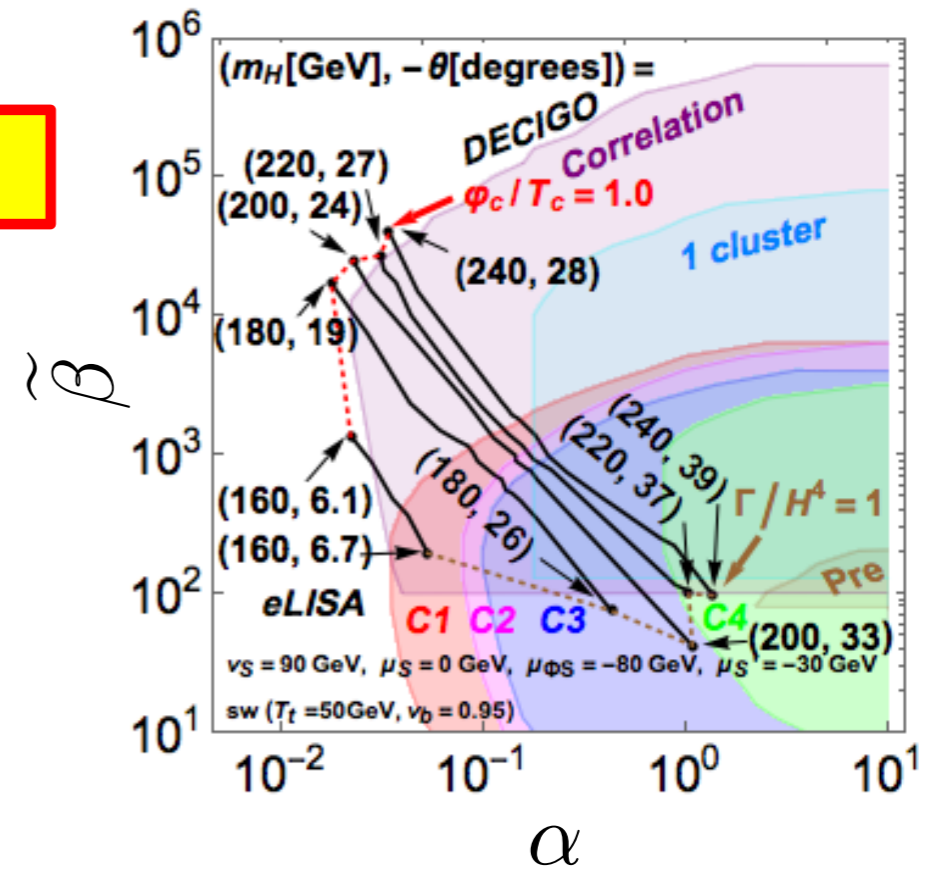 10⁶
(m_H[GeV], −θ[degrees]) =
DECIGO
Correlation
(220, 27)
10⁵
(200, 24)
φ_c / T_c = 1.0
1 cluster
(240, 28)
10⁴
(180, 19)
β̃
10³
(240, 39)
(220, 37)
(180, 26)
(160, 6.1)
Γ / H⁴ = 1
(160, 6.7)
Pre
10²
eLISA
C1 C2 C3 C4
(200, 33)
v_S = 90 GeV, μ_S = 0 GeV, μ_ΦS = −80 GeV, μ_S' = −30 GeV
sw (T_t =50GeV, v_b = 0.95)
10¹
10⁻² 10⁻¹ 10⁰ 10¹
α